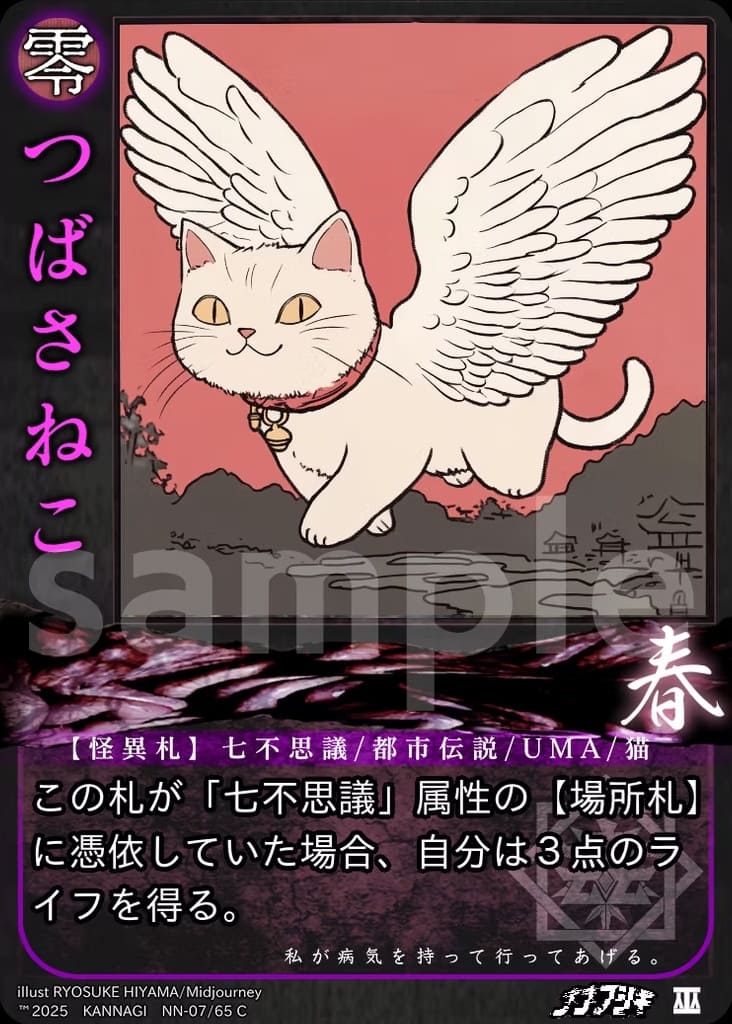 零
つばさねこ
sample
春
【怪異札】七不思議/都市伝説/UMA/猫
この札が「七不思議」属性の【場所札】
に憑依していた場合、自分は3点のラ
イフを得る。
私が病気を持って行ってあげる。
illust RYOSUKE HIYAMA/Midjourney
™2025 KANNAGI NN-07/65 C